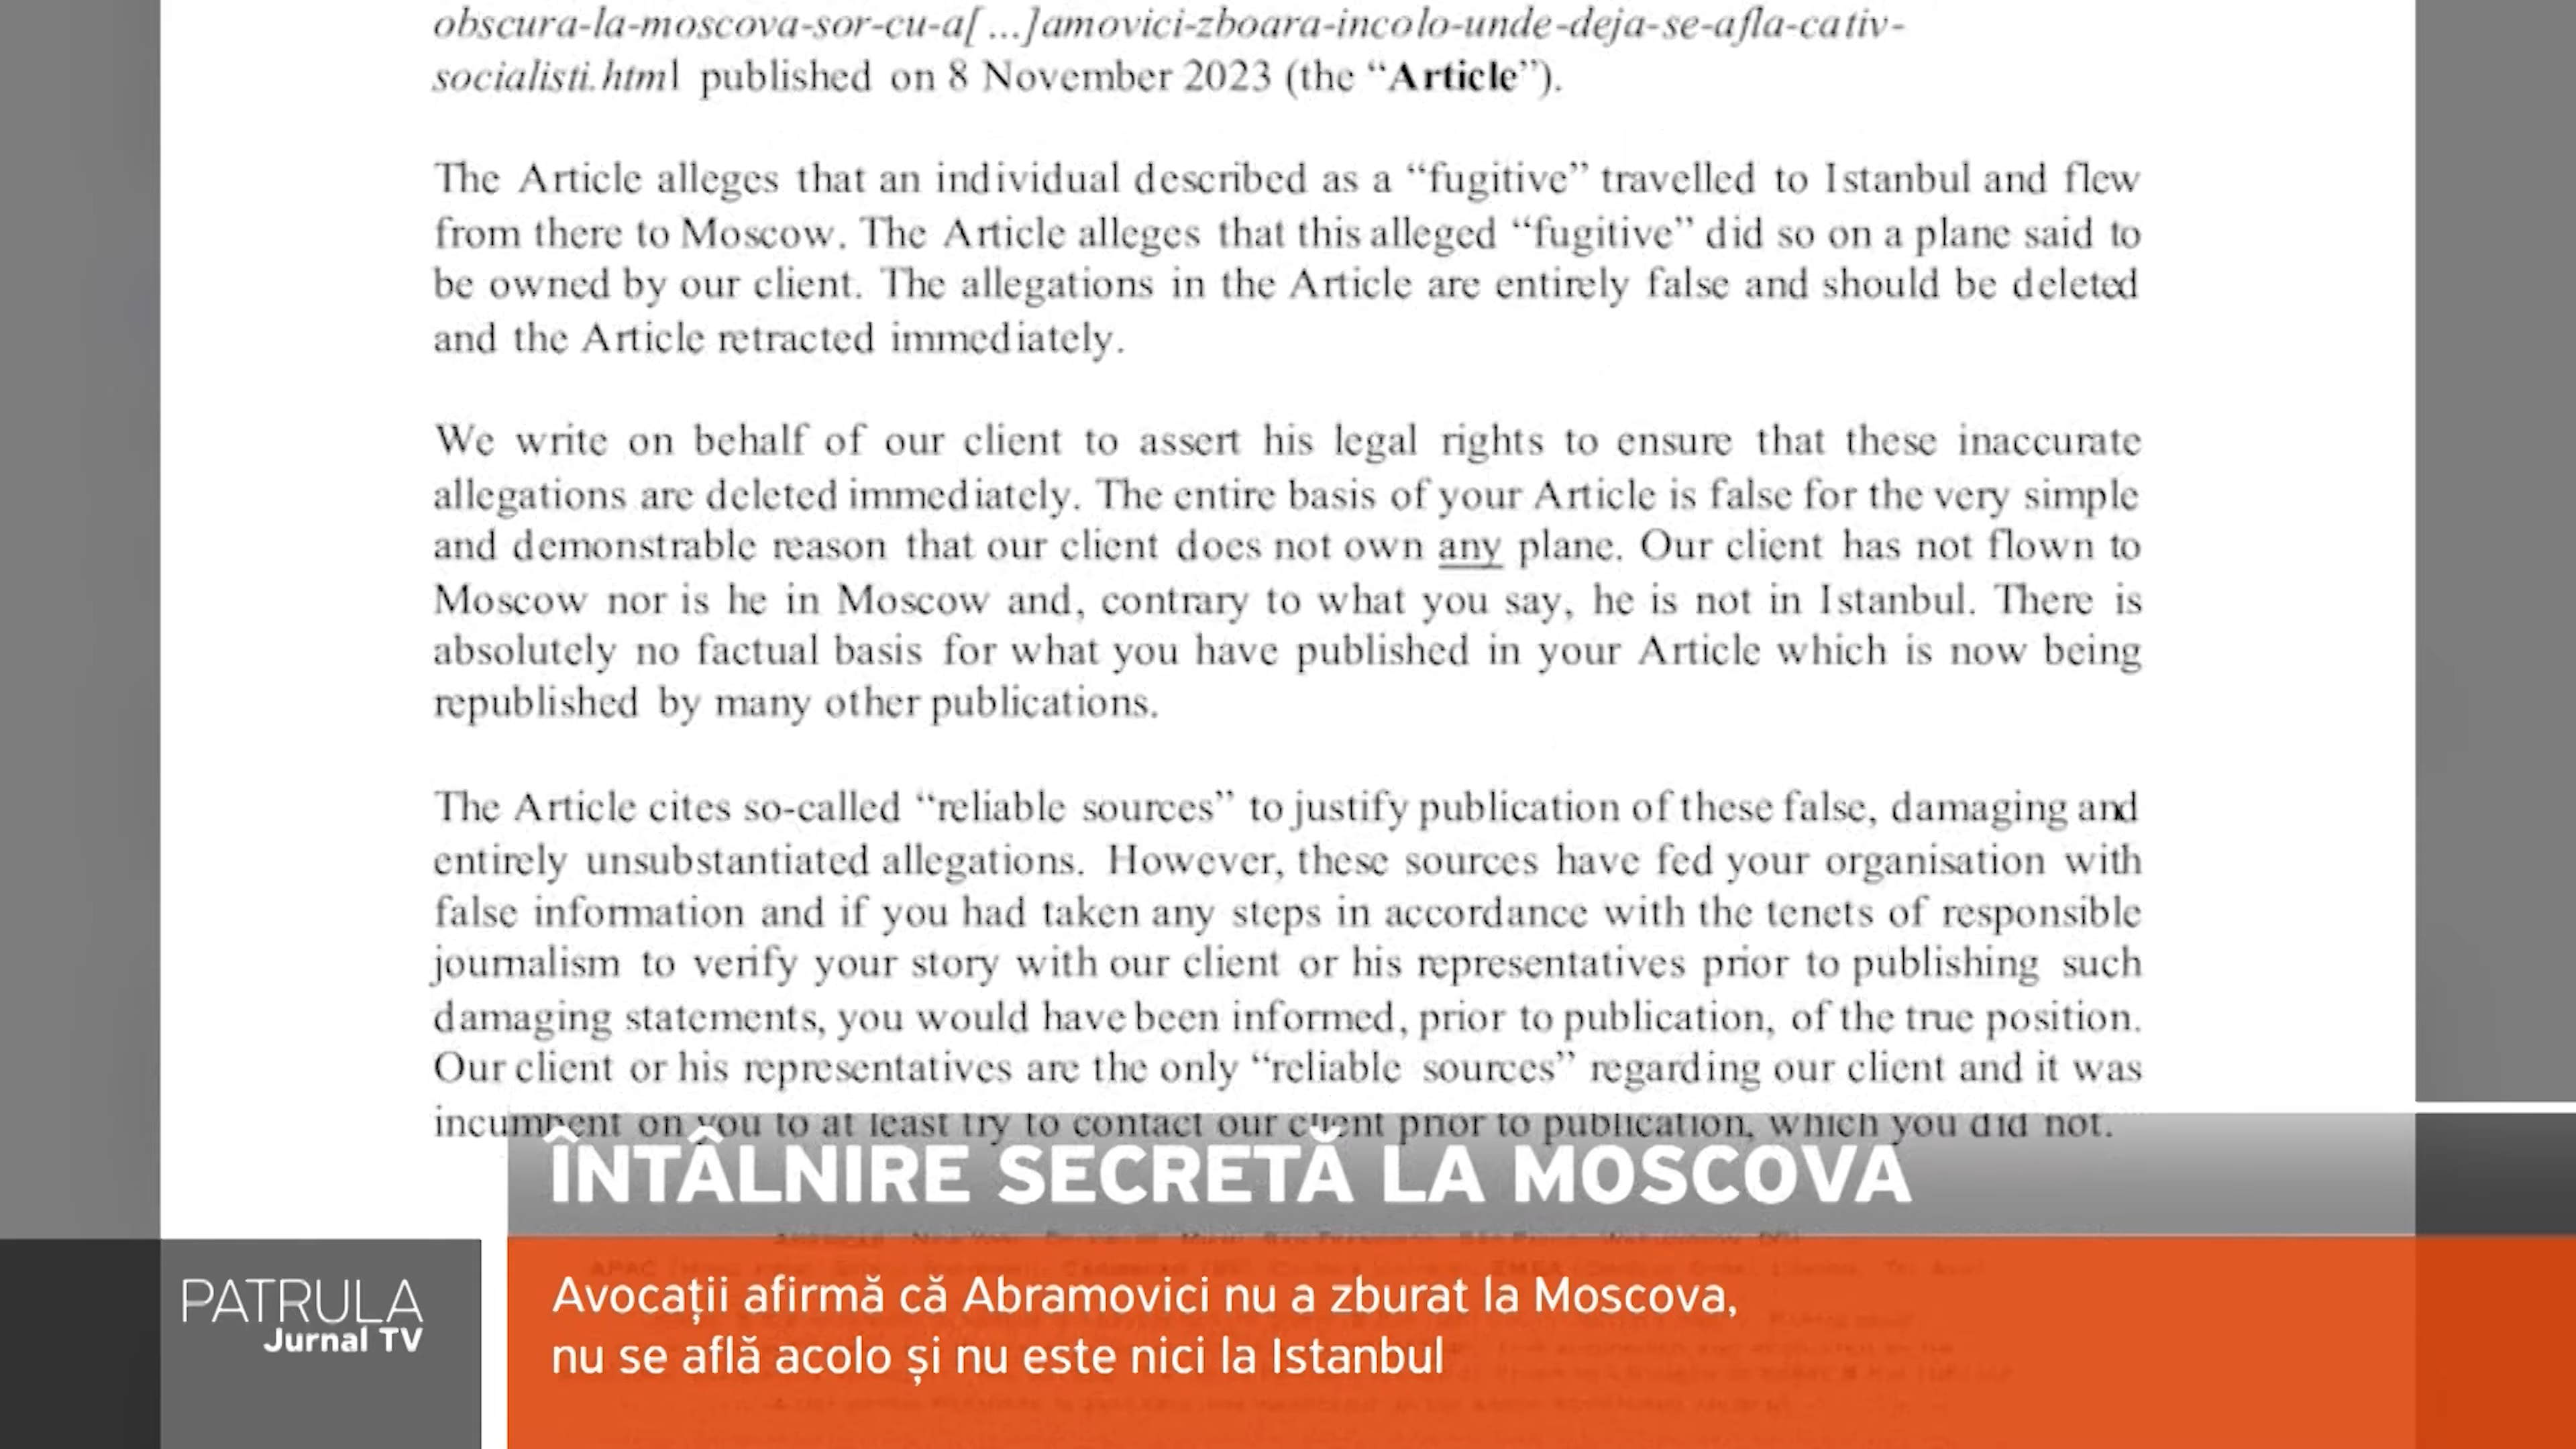 obscura-la-moscova-sor-cu-a[...]amovici-zboara-incolo-unde-deja-se-afla-cativ-
socialisti.html published on 8 November 2023 (the “Article”).
The Article alleges that an individual described as a “fugitive” travelled to Istanbul and flew
from there to Moscow. The Article alleges that this alleged “fugitive” did so on a plane said to
be owned by our client. The allegations in the Article are entirely false and should be deleted
and the Article retracted immediately.
We write on behalf of our client to assert his legal rights to ensure that these inaccurate
allegations are deleted immediately. The entire basis of your Article is false for the very simple
and demonstrable reason that our client does not own any plane. Our client has not flown to
Moscow nor is he in Moscow and, contrary to what you say, he is not in Istanbul. There is
absolutely no factual basis for what you have published in your Article which is now being
republished by many other publications.
The Article cites so-called “reliable sources” to justify publication of these false, damaging and
entirely unsubstantiated allegations. However, these sources have fed your organisation with
false information and if you had taken any steps in accordance with the tenets of responsible
journalism to verify your story with our client or his representatives prior to publishing such
damaging statements, you would have been informed, prior to publication, of the true position.
Our client or his representatives are the only “reliable sources” regarding our client and it was
incumbent on you to at least try to contact our client prior to publication, which you did not.
ÎNTÂLNIRE SECRETĂ LA MOSCOVA
Avocații afirmă că Abramovici nu a zburat la Moscova,
nu se află acolo și nu este nici la Istanbul
PATRULA
Jurnal TV